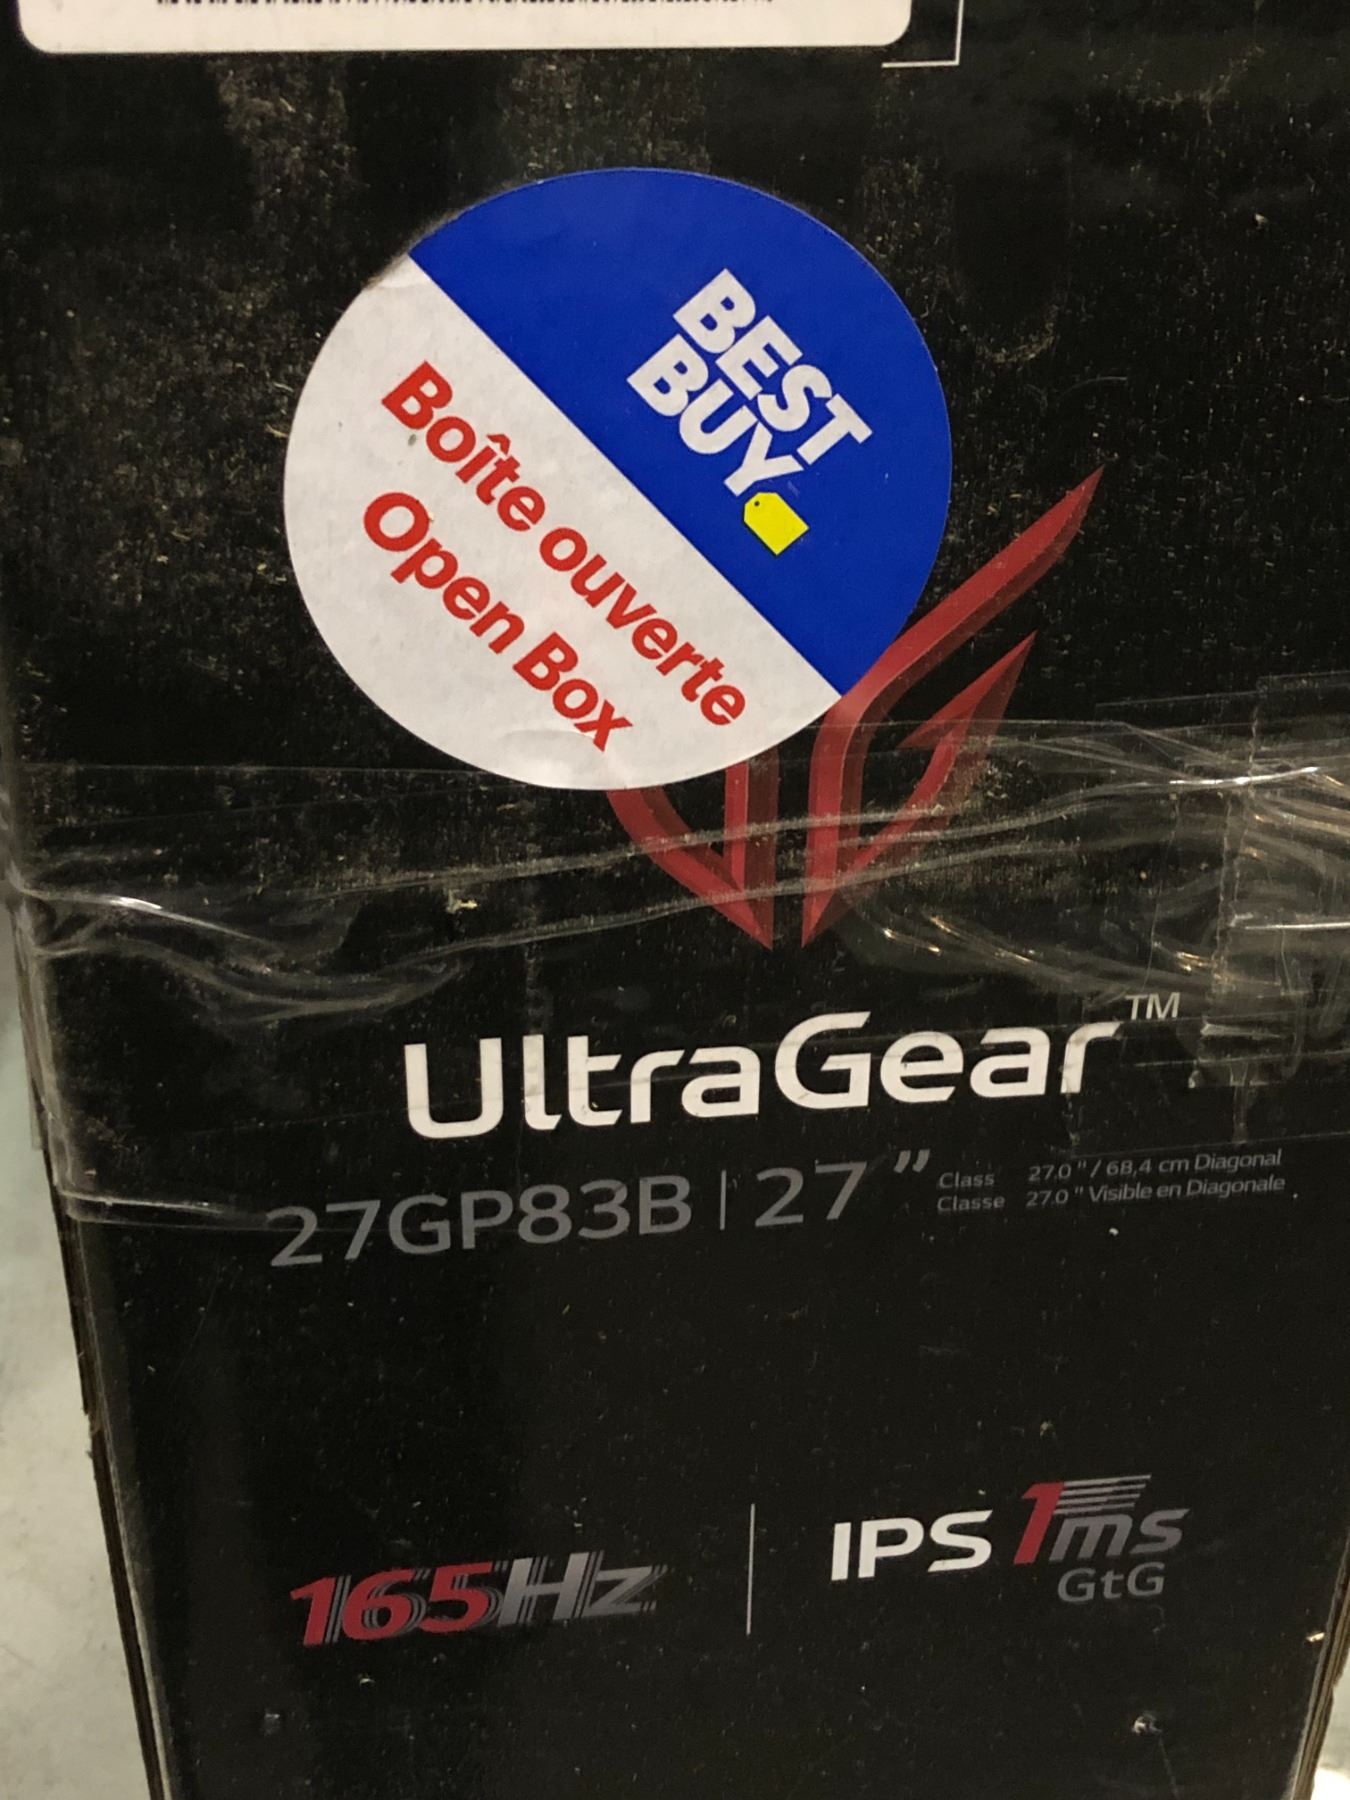 BEST
BUY
Boîte ouverte
Open Box
UltraGear™
27GP83B | 27" Class 27.0" / 68,4 cm Diagonal
Classe 27.0" Visible en Diagonale
165Hz
IPS 1ms
GtG